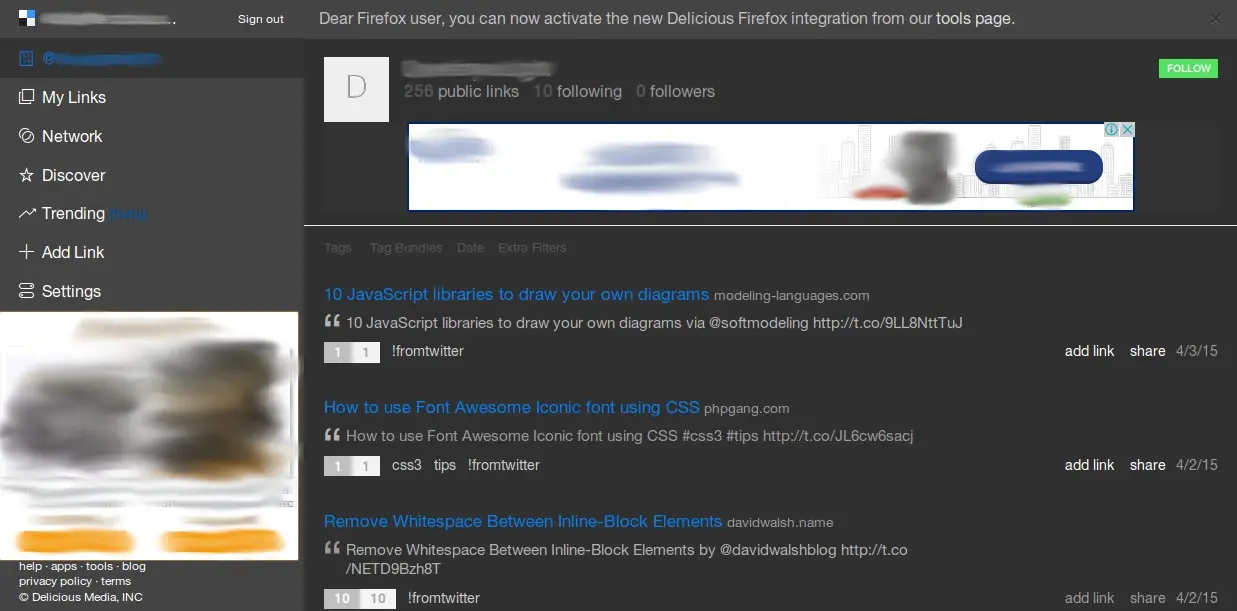 Sign out
Dear Firefox user, you can now activate the new Delicious Firefox integration from our tools page.
@
My Links
Network
Discover
Trending
Add Link
Settings
help · apps · tools · blog
privacy policy · terms
© Delicious Media, INC
D
256 public links 10 following 0 followers
FOLLOW
Tags Tag Bundles Date Extra Filters
10 JavaScript libraries to draw your own diagrams modeling-languages.com
10 JavaScript libraries to draw your own diagrams via @softmodeling http://t.co/9LL8NttTuJ
1 1 !fromtwitter add link share 4/3/15
How to use Font Awesome Iconic font using CSS phpgang.com
How to use Font Awesome Iconic font using CSS #css3 #tips http://t.co/JL6cw6sacj
1 1 css3 tips !fromtwitter add link share 4/2/15
Remove Whitespace Between Inline-Block Elements davidwalsh.name
Remove Whitespace Between Inline-Block Elements by @davidwalshblog http://t.co
/NETD9Bzh8T
10 10 !fromtwitter add link share 4/2/15